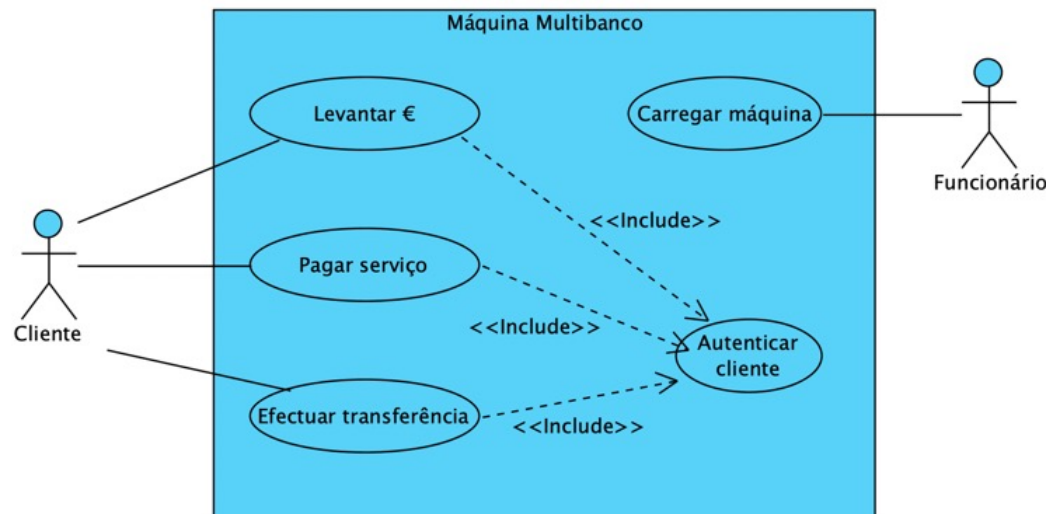 Máquina Multibanco
Levantar €
Carregar máquina
Funcionário
<<Include>>
Pagar serviço
Cliente
<<Include>>
Autenticar
cliente
Efectuar transferência
<<Include>>